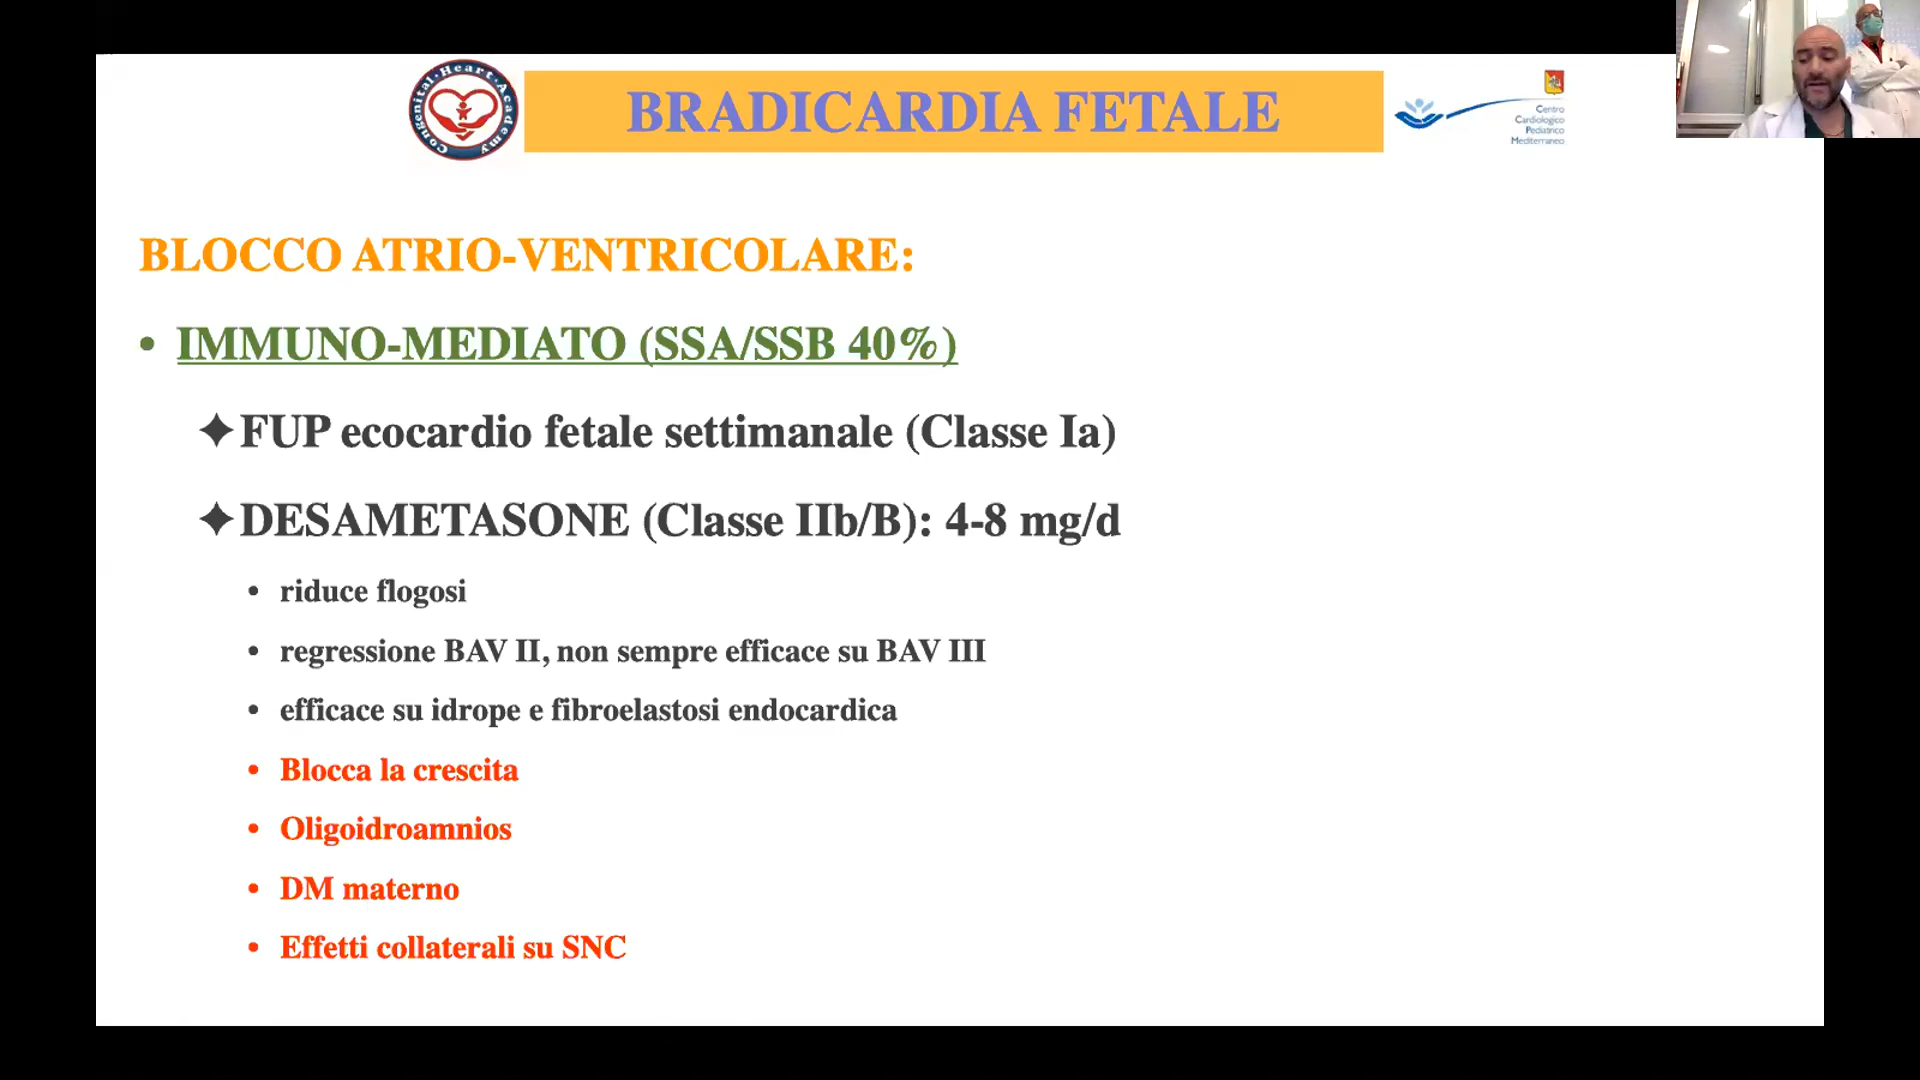 Congenital · Heart · Academy
BRADICARDIA FETALE
Centro
Cardiologico
Pediatrico
Mediterraneo
BLOCCO ATRIO-VENTRICOLARE:
• IMMUNO-MEDIATO (SSA/SSB 40%)
✦FUP ecocardio fetale settimanale (Classe Ia)
✦DESAMETASONE (Classe IIb/B): 4-8 mg/d
• riduce flogosi
• regressione BAV II, non sempre efficace su BAV III
• efficace su idrope e fibroelastosi endocardica
• Blocca la crescita
• Oligoidroamnios
• DM materno
• Effetti collaterali su SNC